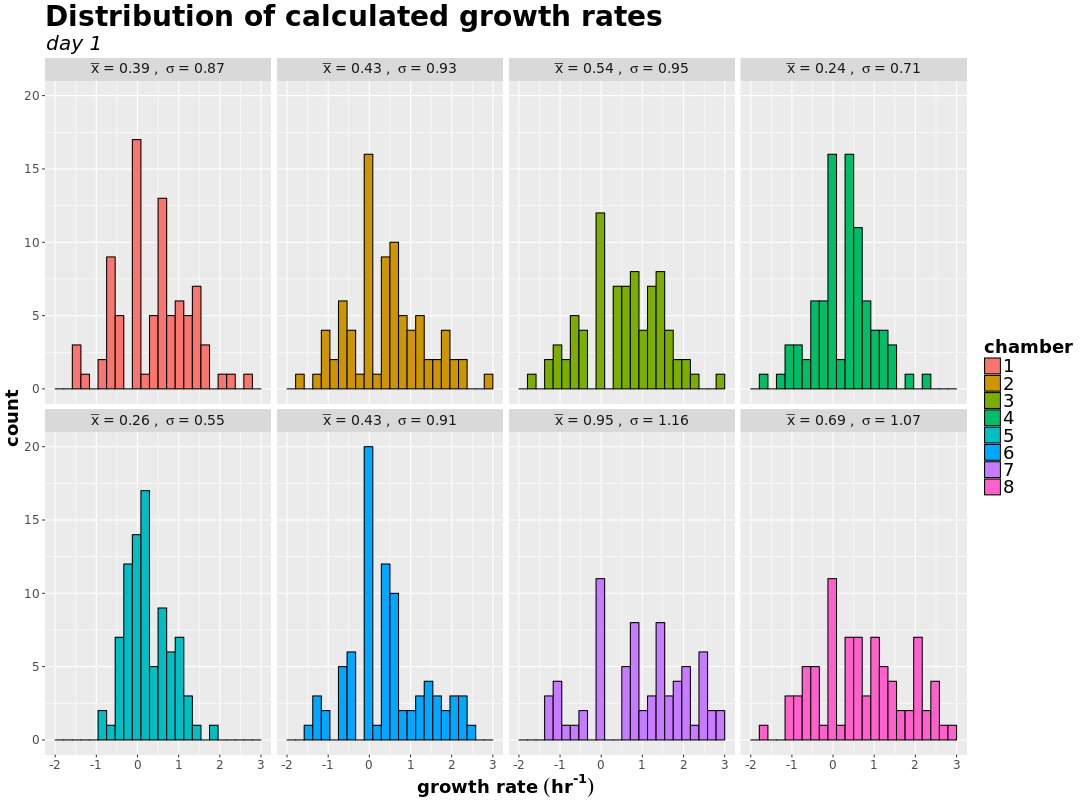 Distribution of calculated growth rates
day 1
x̅ = 0.39 , σ = 0.87
x̅ = 0.43 , σ = 0.93
x̅ = 0.54 , σ = 0.95
x̅ = 0.24 , σ = 0.71
20
15
10
5
0
x̅ = 0.26 , σ = 0.55
x̅ = 0.43 , σ = 0.91
x̅ = 0.95 , σ = 1.16
x̅ = 0.69 , σ = 1.07
20
15
10
5
0
-2 -1 0 1 2 3
-2 -1 0 1 2 3
-2 -1 0 1 2 3
-2 -1 0 1 2 3
growth rate (hr⁻¹)
count
chamber
1
2
3
4
5
6
7
8